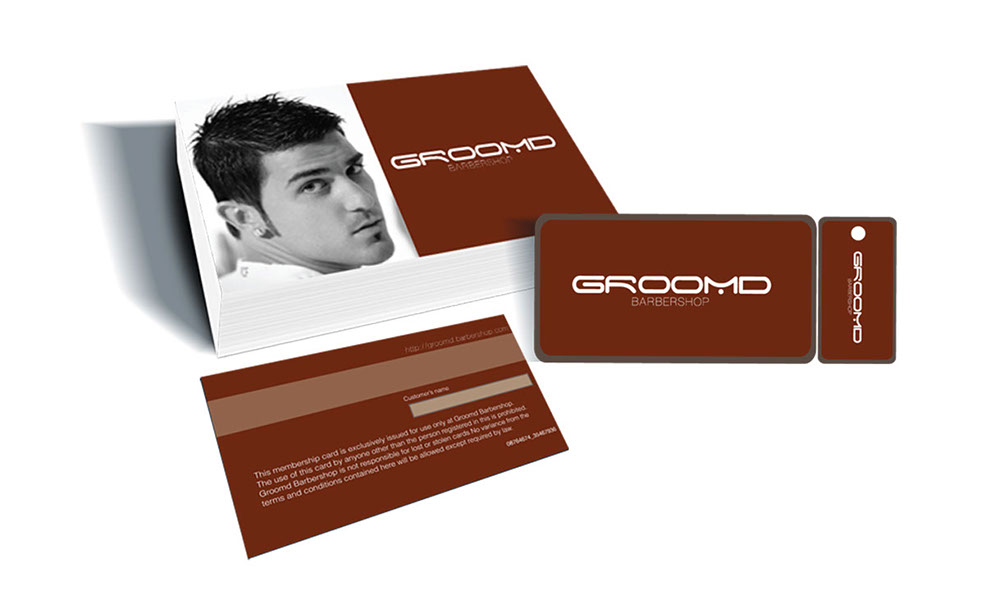 GROOMD
BARBERSHOP
GROOMD
BARBERSHOP
GROOMD
BARBERSHOP
http://groomd.barbershop.com
Customer's name
This membership card is exclusively issued for use only at Groomd Barbershop.
The use of this card by anyone other than the person registered in this is prohibited.
Groomd Barbershop is not responsible for lost or stolen cards.No variance from the
terms and conditions contained here will be allowed except required by law.